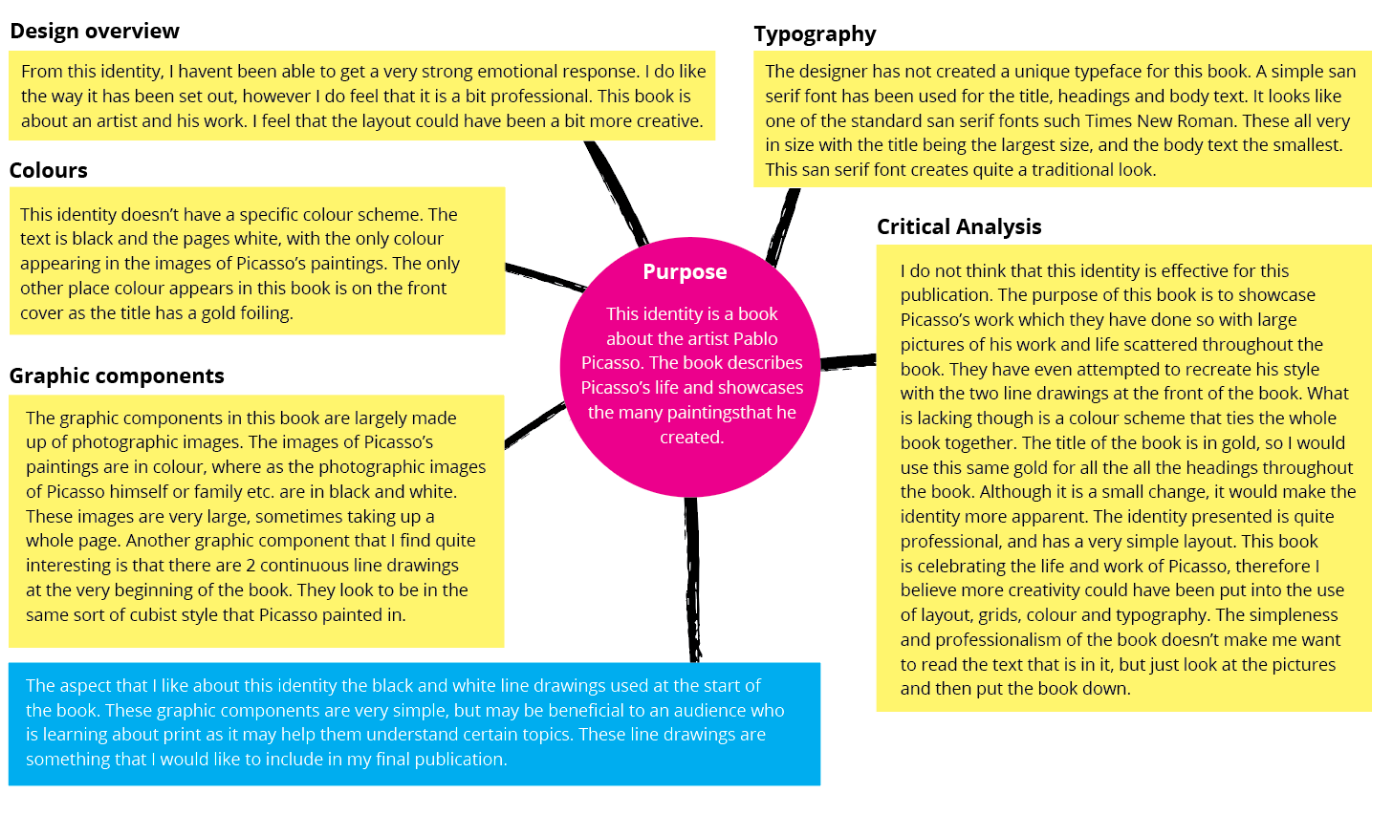 Design overview
From this identity, I havent been able to get a very strong emotional response. I do like
the way it has been set out, however I do feel that it is a bit professional. This book is
about an artist and his work. I feel that the layout could have been a bit more creative.
Colours
This identity doesn't have a specific colour scheme. The
text is black and the pages white, with the only colour
appearing in the images of Picasso's paintings. The only
other place colour appears in this book is on the front
cover as the title has a gold foiling.
Graphic components
The graphic components in this book are largely made
up of photographic images. The images of Picasso's
paintings are in colour, where as the photographic images
of Picasso himself or family etc. are in black and white.
These images are very large, sometimes taking up a
whole page. Another graphic component that I find quite
interesting is that there are 2 continuous line drawings
at the very beginning of the book. They look to be in the
same sort of cubist style that Picasso painted in.
The aspect that I like about this identity the black and white line drawings used at the start of
the book. These graphic components are very simple, but may be beneficial to an audience who
is learning about print as it may help them understand certain topics. These line drawings are
something that I would like to include in my final publication.
Purpose
This identity is a book
about the artist Pablo
Picasso. The book describes
Picasso's life and showcases
the many paintingsthat he
created.
Typography
The designer has not created a unique typeface for this book. A simple san
serif font has been used for the title, headings and body text. It looks like
one of the standard san serif fonts such Times New Roman. These all very
in size with the title being the largest size, and the body text the smallest.
This san serif font creates quite a traditional look.
Critical Analysis
I do not think that this identity is effective for this
publication. The purpose of this book is to showcase
Picasso's work which they have done so with large
pictures of his work and life scattered throughout the
book. They have even attempted to recreate his style
with the two line drawings at the front of the book. What
is lacking though is a colour scheme that ties the whole
book together. The title of the book is in gold, so I would
use this same gold for all the all the headings throughout
the book. Although it is a small change, it would make the
identity more apparent. The identity presented is quite
professional, and has a very simple layout. This book
is celebrating the life and work of Picasso, therefore I
believe more creativity could have been put into the use
of layout, grids, colour and typography. The simpleness
and professionalism of the book doesn't make me want
to read the text that is in it, but just look at the pictures
and then put the book down.